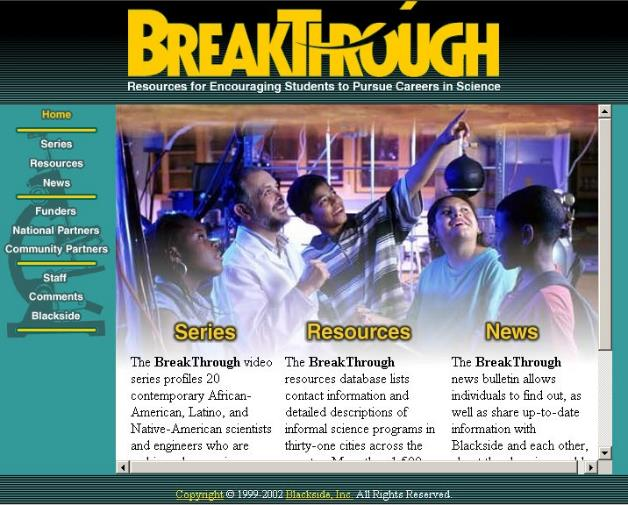 BREAKTHROUGH
Resources for Encouraging Students to Pursue Careers in Science
Home
Series
Resources
News
Funders
National Partners
Community Partners
Staff
Comments
Blackside
Series
The BreakThrough video
series profiles 20
contemporary African-
American, Latino, and
Native-American scientists
and engineers who are
Resources
The BreakThrough
resources database lists
contact information and
detailed descriptions of
informal science programs in
thirty-one cities across the
News
The BreakThrough
news bulletin allows
individuals to find out, as
well as share up-to-date
information with
Blackside and each other,
Copyright © 1999-2002 Blackside, Inc. All Rights Reserved.